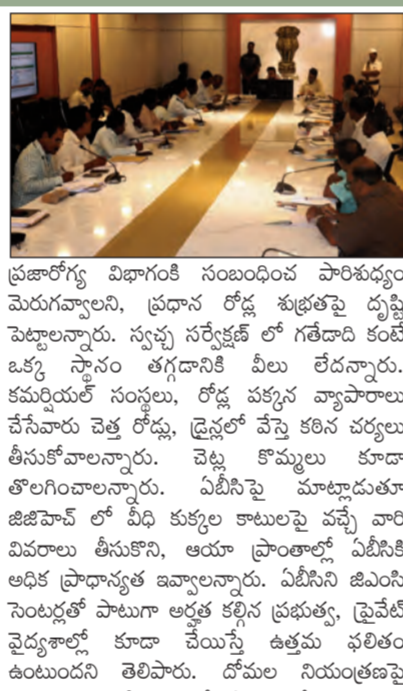 ప్రజారోగ్య విభాగంకి సంబంధించ పారిశుధ్యం
మెరుగవ్వాలని, ప్రధాన రోడ్ల శుభ్రతపై దృష్టి
పెట్టాలన్నారు. స్వచ్ఛ సర్వేక్షణ్ లో గతేడాది కంటే
ఒక్క స్థానం తగ్గడానికి వీలు లేదన్నారు.
కమర్షియల్ సంస్థలు, రోడ్ల పక్కన వ్యాపారాలు
చేసేవారు చెత్త రోడ్లు, డ్రైన్లలో వేస్తె కఠిన చర్యలు
తీసుకోవాలన్నారు. చెట్ల కొమ్మలు కూడా
తొలగించాలన్నారు. ఏబీసిపై మాట్లాడుతూ
జిజిహెచ్ లో వీధి కుక్కల కాటులపై వచ్చే వారి
వివరాలు తీసుకొని, ఆయా ప్రాంతాల్లో ఏబీసికి
అధిక ప్రాధాన్యత ఇవ్వాలన్నారు. ఏబీసిని జిఎంసి
సెంటర్లతో పాటుగా అర్హత కల్గిన ప్రభుత్వ, ప్రైవేట్
వైద్యశాల్లో కూడా చేయిస్తే ఉత్తమ ఫలితం
ఉంటుందని తెలిపారు. దోమల నియంత్రణపై